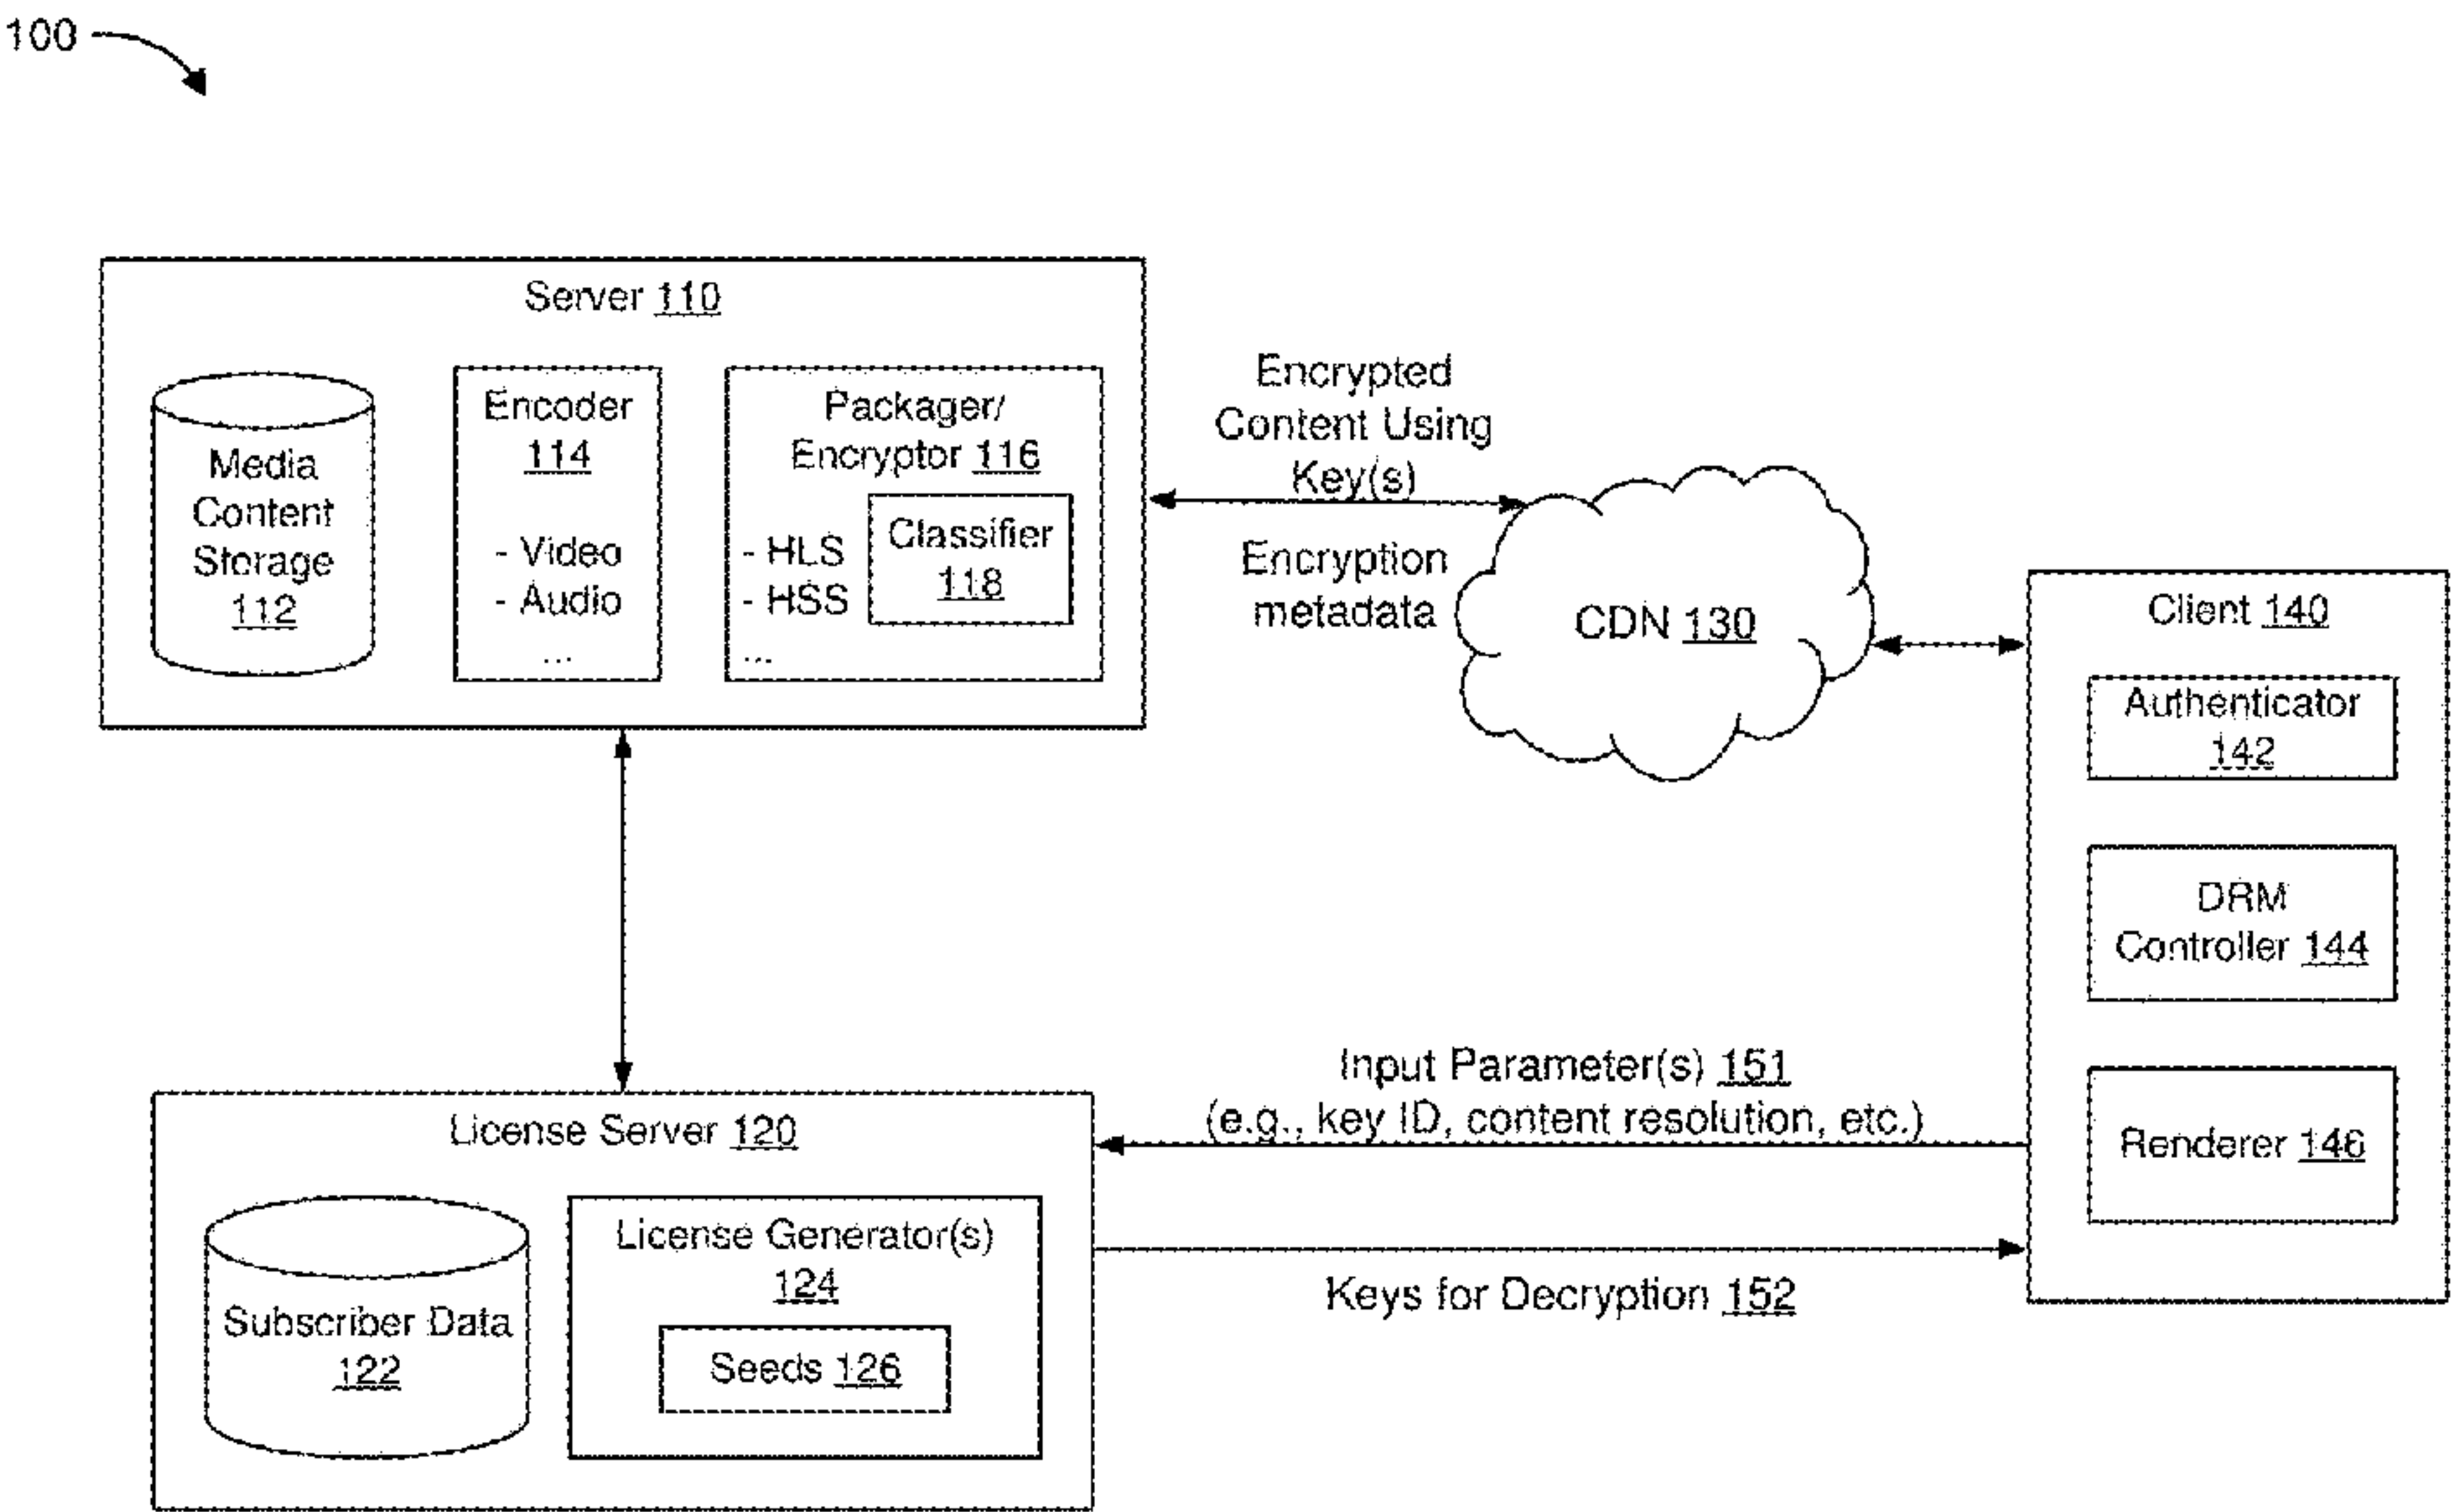 100
Server 110
Media
Content
Storage
112
Encoder
114
- Video
- Audio
...
Packager/
Encryptor 116
- HLS
- HSS
...
Classifier
118
Encrypted
Content Using
Key(s)
Encryption
metadata
CDN 130
Client 140
Authenticator
142
DRM
Controller 144
Renderer 146
Input Parameter(s) 151
(e.g., key ID, content resolution, etc.)
Keys for Decryption 152
License Server 120
Subscriber Data
122
License Generator(s)
124
Seeds 126